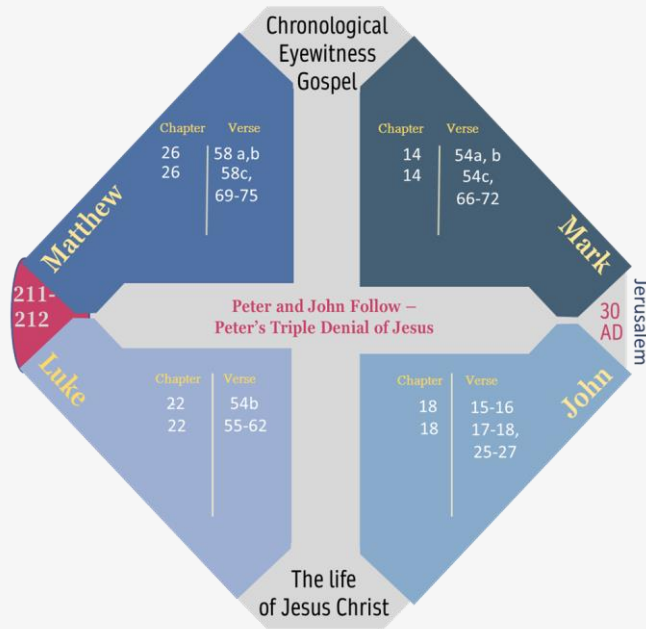 Chronological
Eyewitness
Gospel
Matthew
Chapter Verse
26 58 a,b
26 58c,
69-75
Mark
Chapter Verse
14 54a, b
14 54c,
66-72
211-
212
Peter and John Follow –
Peter's Triple Denial of Jesus
30
AD
Jerusalem
Luke
Chapter Verse
22 54b
22 55-62
John
Chapter Verse
18 15-16
18 17-18,
25-27
The life
of Jesus Christ